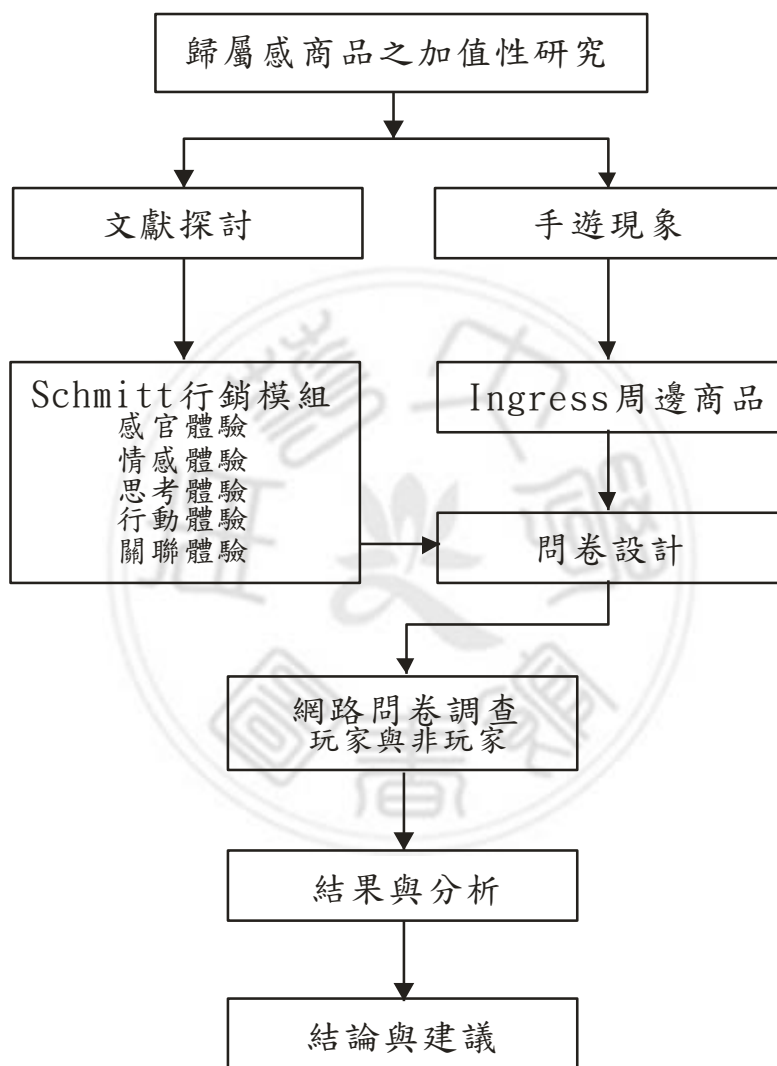 歸屬感商品之加值性研究
文獻探討
手遊現象
Schmitt行銷模組
感官體驗
情感體驗
思考體驗
行動體驗
關聯體驗
Ingress周邊商品
問卷設計
網路問卷調查
玩家與非玩家
結果與分析
結論與建議